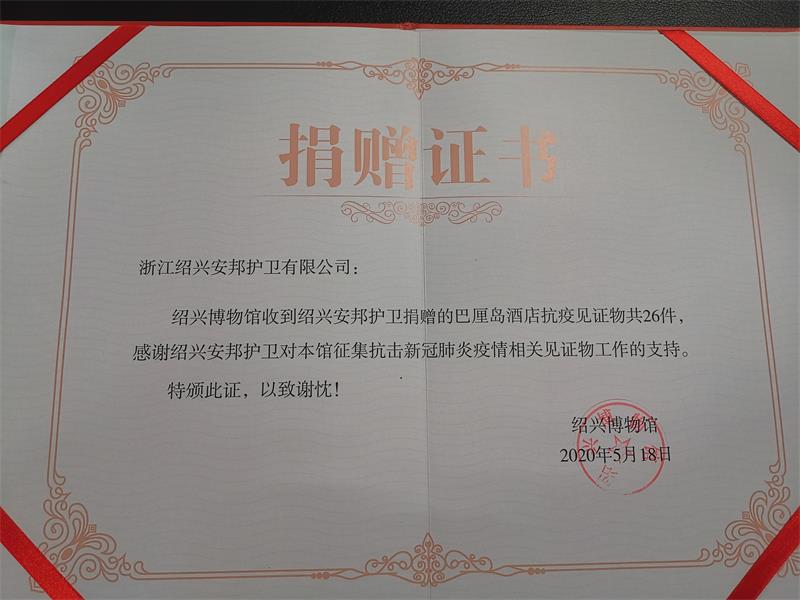 捐赠证书
浙江绍兴安邦护卫有限公司：
绍兴博物馆收到绍兴安邦护卫捐赠的巴厘岛酒店抗疫见证物共26件，
感谢绍兴安邦护卫对本馆征集抗击新冠肺炎疫情相关见证物工作的支持。
特颁此证，以致谢忱！
绍兴博物馆
2020年5月18日
绍兴博物馆